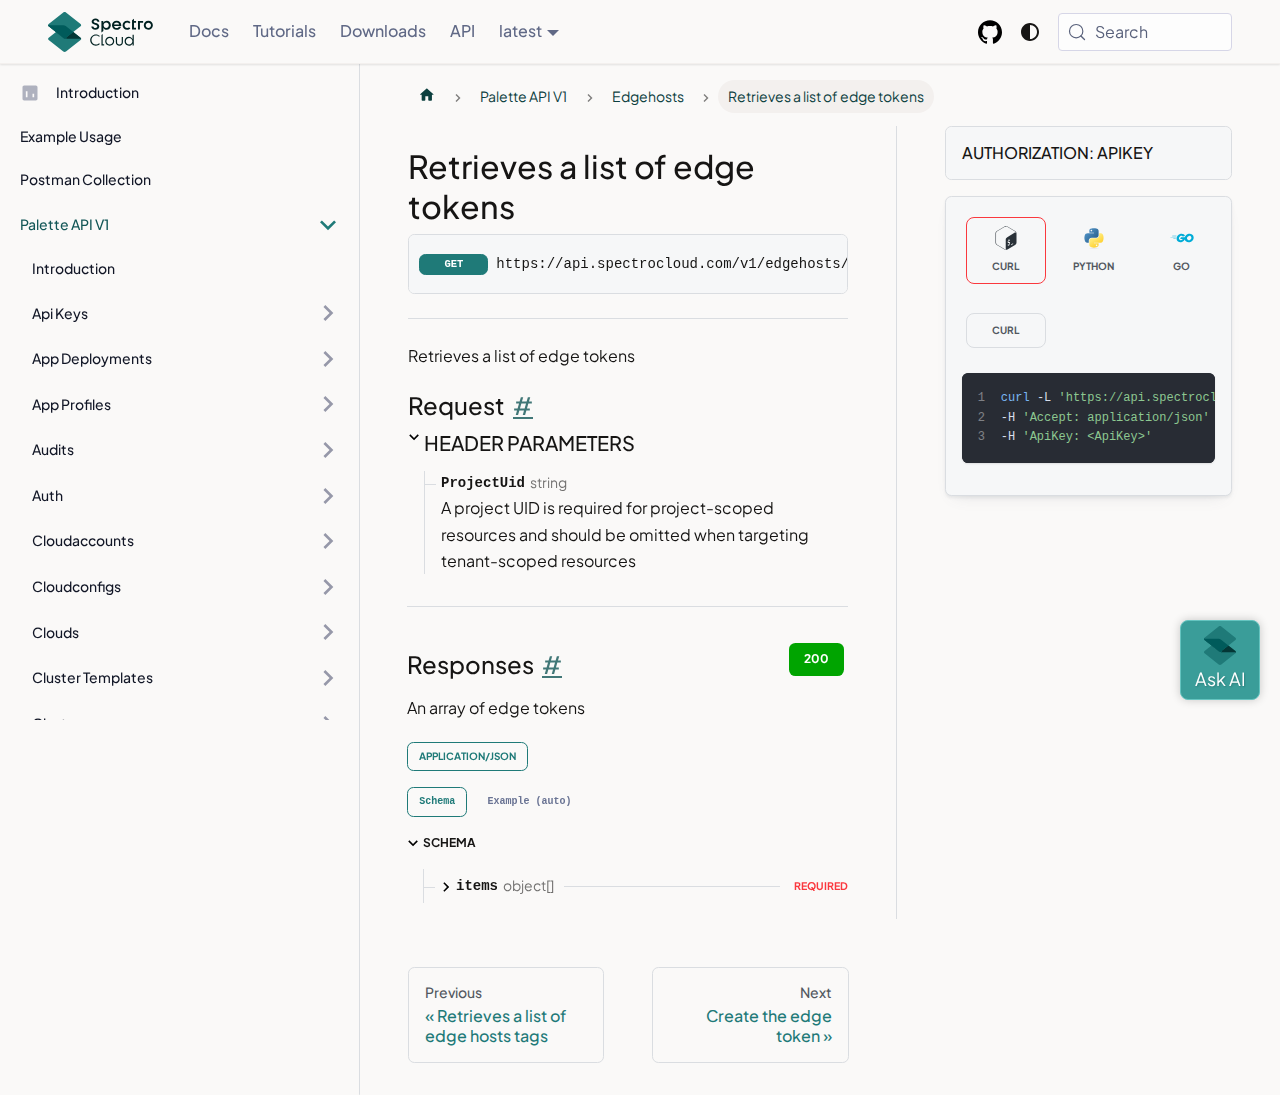 Spectro
Cloud
Docs
Tutorials
Downloads
API
latest
Search
Introduction
Example Usage
Postman Collection
Palette API V1
Introduction
Api Keys
App Deployments
App Profiles
Audits
Auth
Cloudaccounts
Cloudconfigs
Clouds
Cluster Templates
Palette API V1
Edgehosts
Retrieves a list of edge tokens
Retrieves a list of edge
tokens
GET https://api.spectrocloud.com/v1/edgehosts/
Retrieves a list of edge tokens
Request #
HEADER PARAMETERS
ProjectUid string
A project UID is required for project-scoped
resources and should be omitted when targeting
tenant-scoped resources
Responses #
200
An array of edge tokens
APPLICATION/JSON
Schema
Example (auto)
SCHEMA
items object[]
REQUIRED
Previous
« Retrieves a list of
edge hosts tags
Next
Create the edge
token »
AUTHORIZATION: APIKEY
CURL
PYTHON
GO
CURL
1 curl -L 'https://api.spectrocl
2 -H 'Accept: application/json'
3 -H 'ApiKey: <ApiKey>'
Ask AI